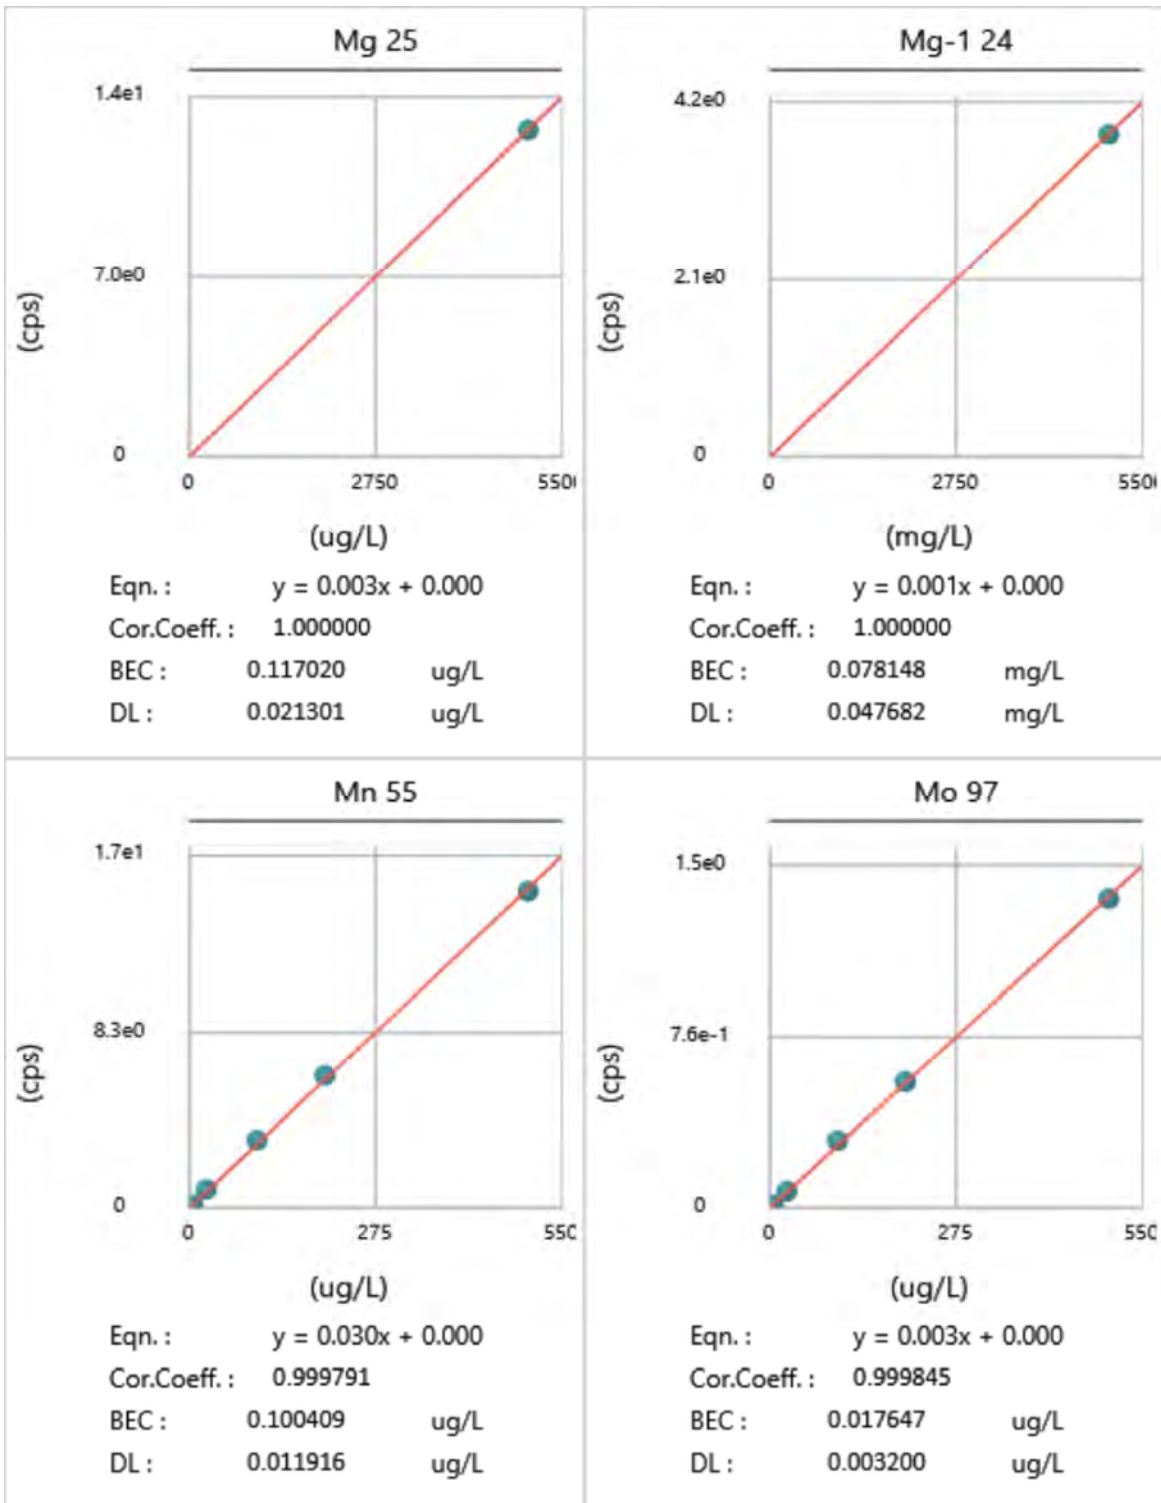 Mg 25
1.4e1
7.0e0
0
(cps)
0 2750 550
(ug/L)
Eqn. : y = 0.003x + 0.000
Cor.Coeff. : 1.000000
BEC : 0.117020 ug/L
DL : 0.021301 ug/L
Mg-1 24
4.2e0
2.1e0
0
(cps)
0 2750 550
(mg/L)
Eqn. : y = 0.001x + 0.000
Cor.Coeff. : 1.000000
BEC : 0.078148 mg/L
DL : 0.047682 mg/L
Mn 55
1.7e1
8.3e0
0
(cps)
0 275 550
(ug/L)
Eqn. : y = 0.030x + 0.000
Cor.Coeff. : 0.999791
BEC : 0.100409 ug/L
DL : 0.011916 ug/L
Mo 97
1.5e0
7.6e-1
0
(cps)
0 275 550
(ug/L)
Eqn. : y = 0.003x + 0.000
Cor.Coeff. : 0.999845
BEC : 0.017647 ug/L
DL : 0.003200 ug/L